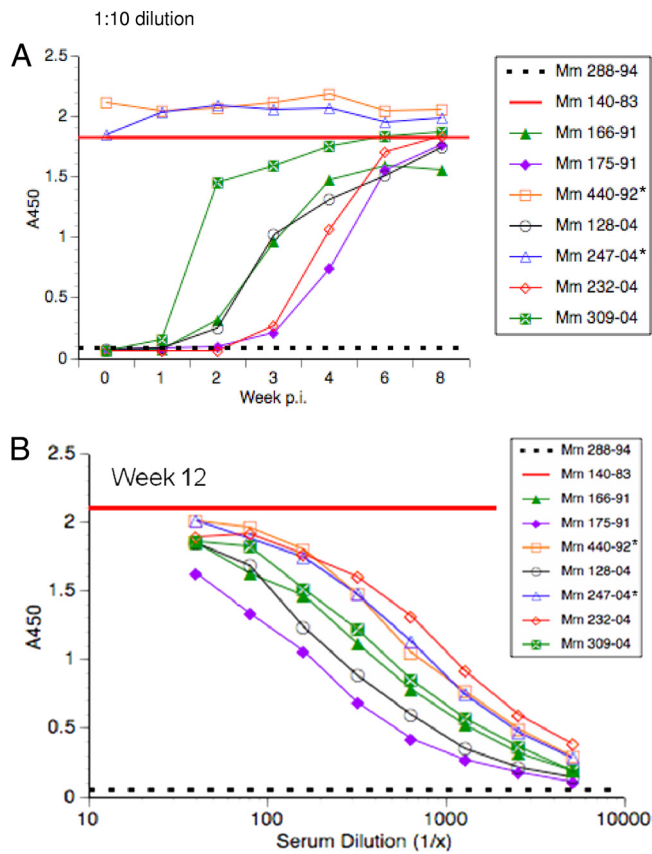 1:10 dilution
A
2.5
2
1.5
1
0.5
0
A450
0 1 2 3 4 6 8
Week p.i.
Mm 288-94
Mm 140-83
Mm 166-91
Mm 175-91
Mm 440-92*
Mm 128-04
Mm 247-04*
Mm 232-04
Mm 309-04
B
Week 12
2.5
2
1.5
1
0.5
0
A450
10 100 1000 10000
Serum Dilution (1/x)
Mm 288-94
Mm 140-83
Mm 166-91
Mm 175-91
Mm 440-92*
Mm 128-04
Mm 247-04*
Mm 232-04
Mm 309-04